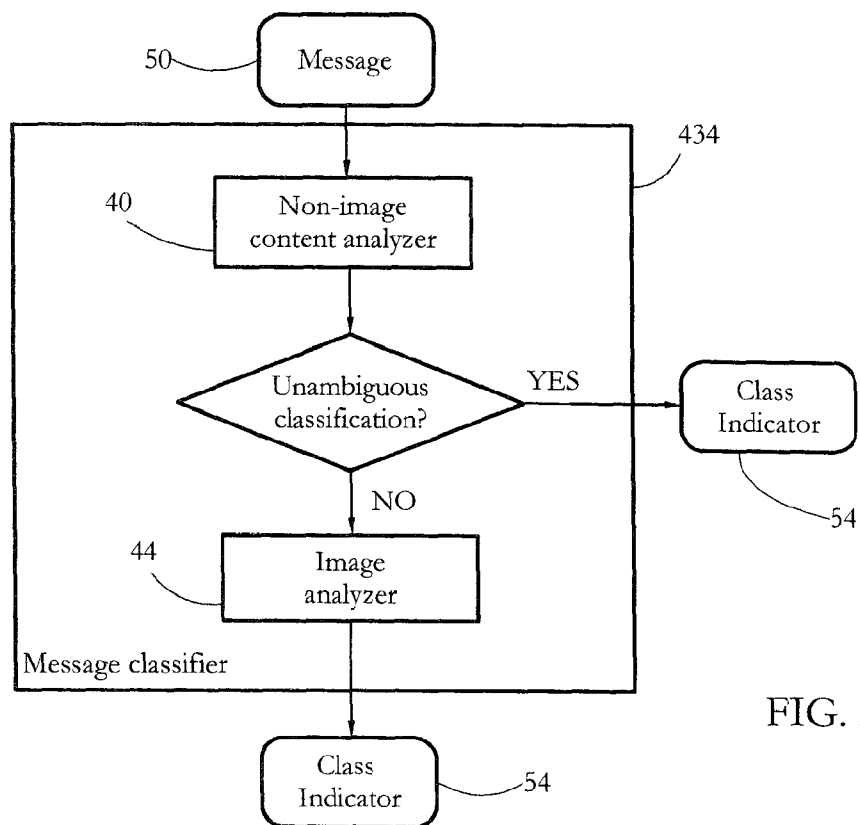 50
Message
434
40
Non-image
content analyzer
Unambiguous
classification?
YES
Class
Indicator
54
NO
44
Image
analyzer
Message classifier
FIG.
Class
Indicator
54